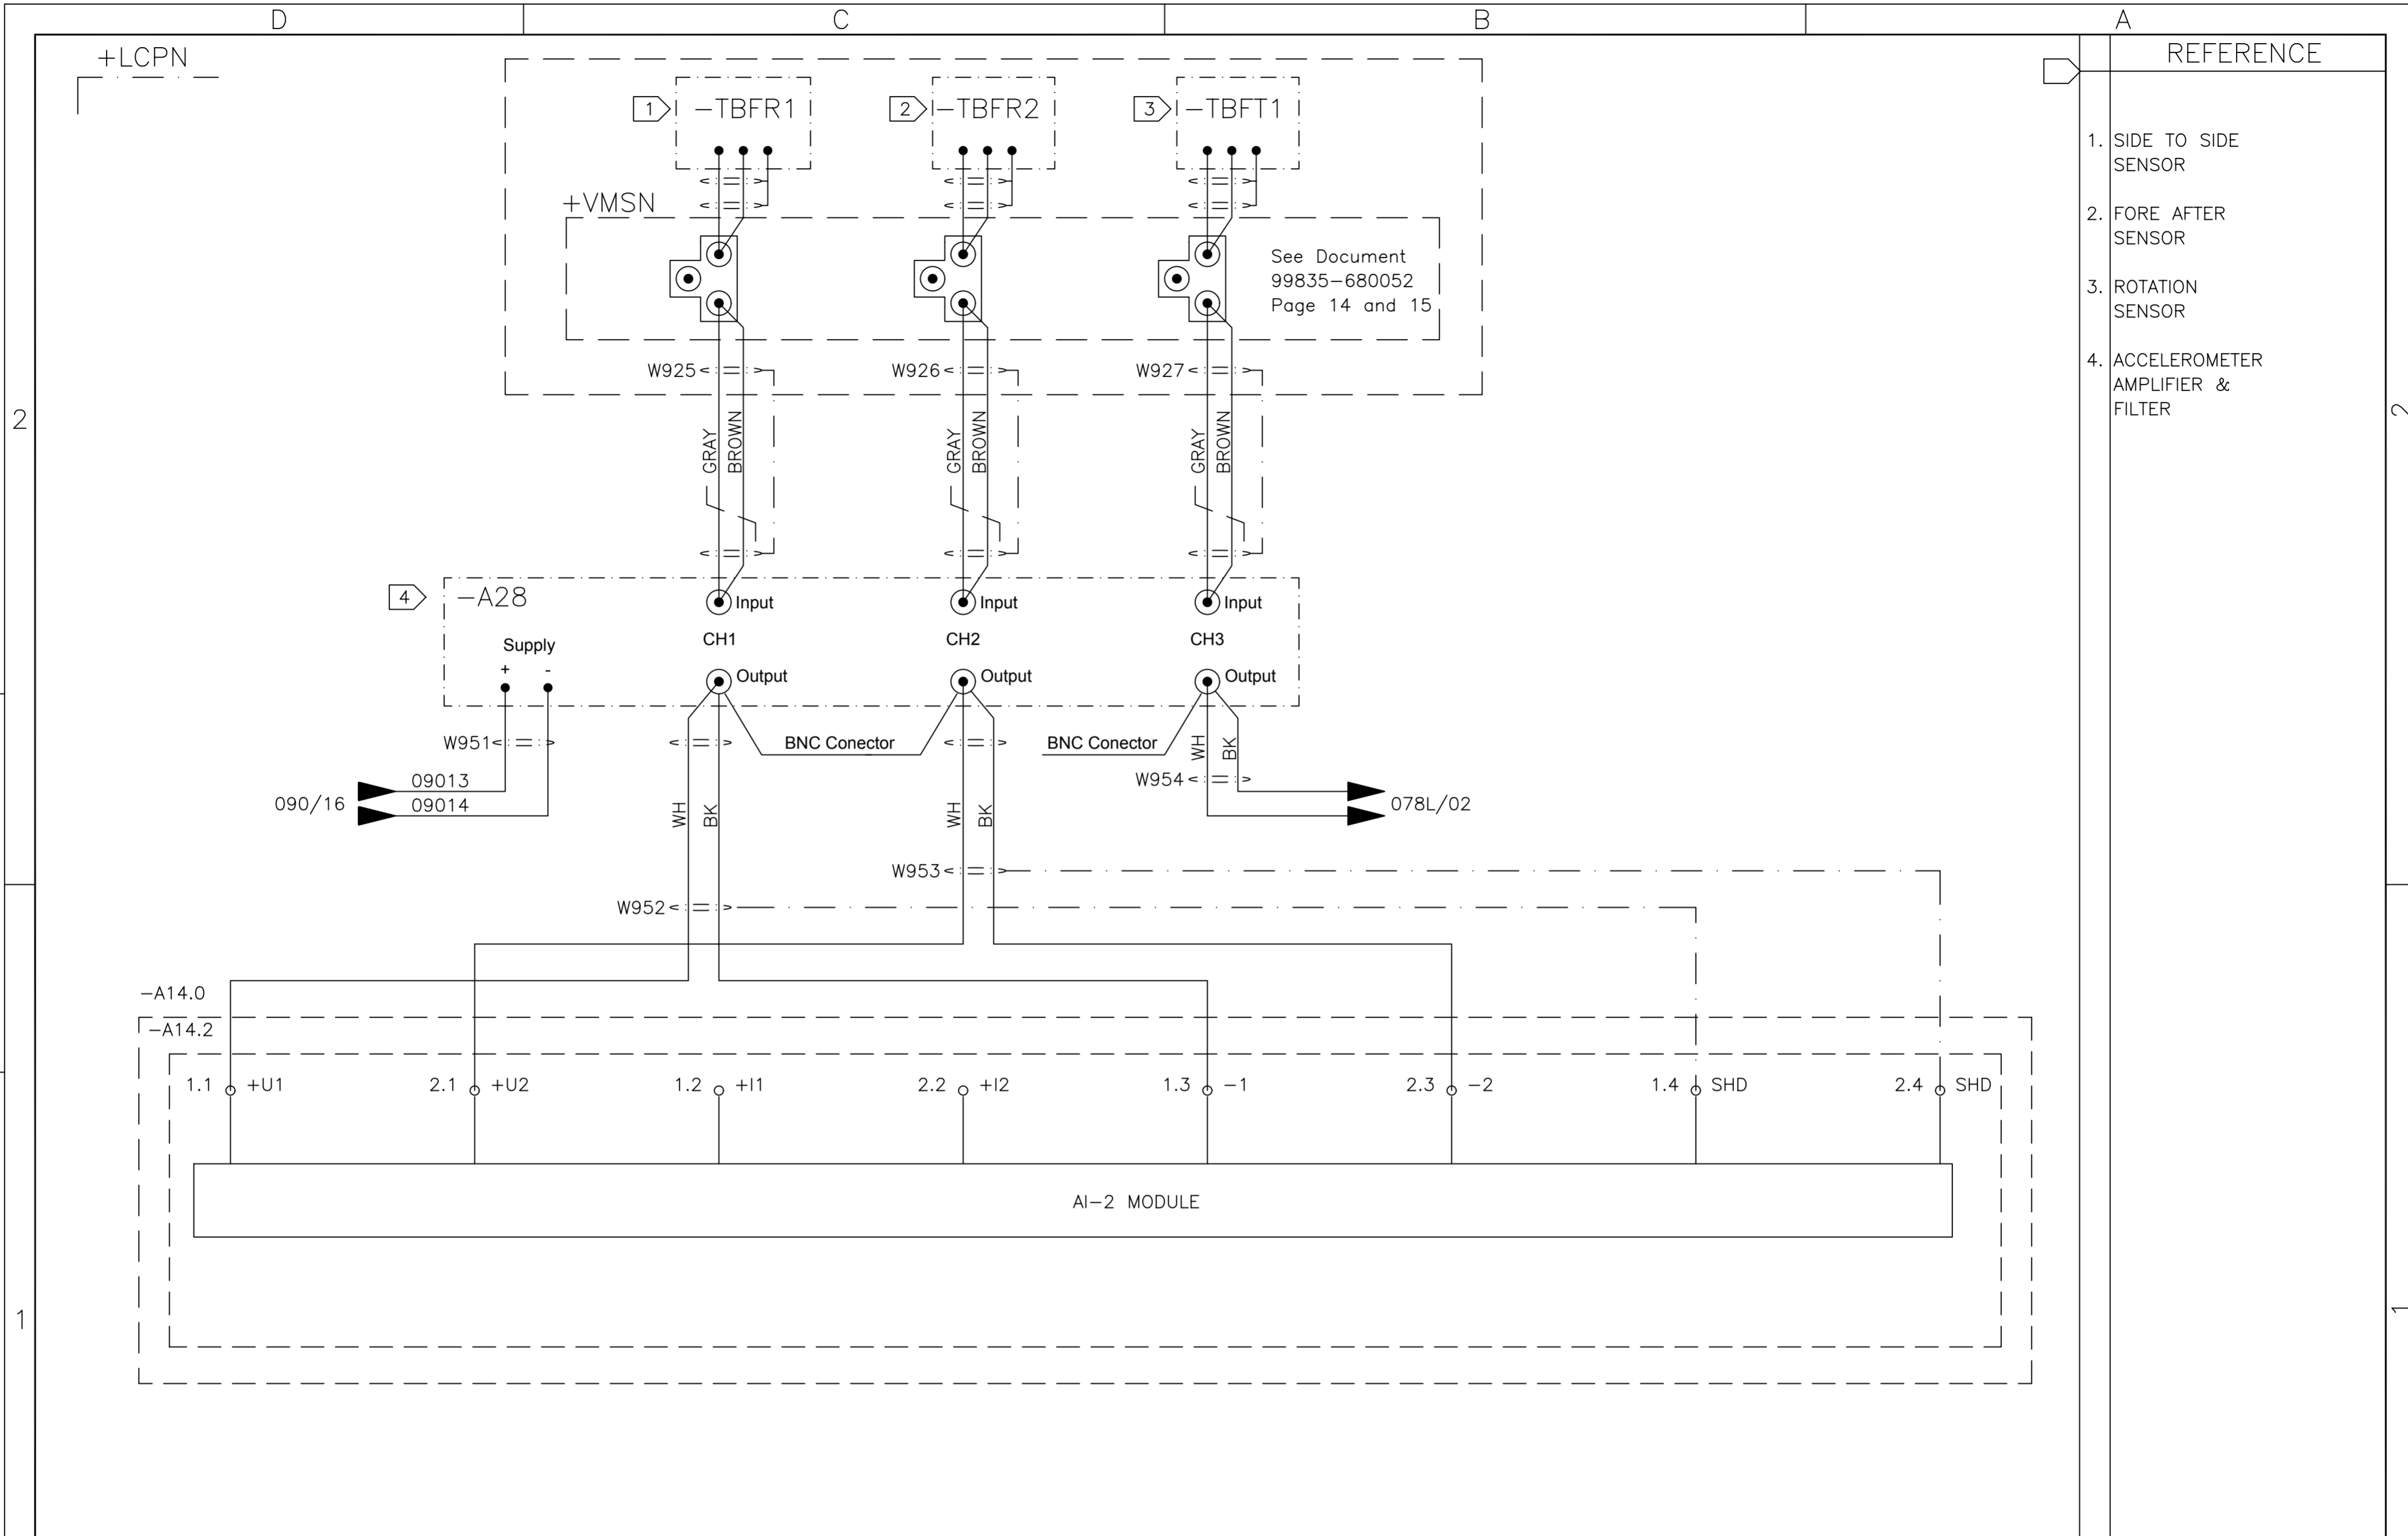 D
C
B
A
+LCPN
REFERENCE
1
-TBFR1
2
-TBFR2
3
-TBFT1
1. SIDE TO SIDE
SENSOR
2. FORE AFTER
SENSOR
3. ROTATION
SENSOR
4. ACCELEROMETER
AMPLIFIER &
FILTER
+VMSN
See Document
99835-680052
Page 14 and 15
W925
W926
W927
2
2
GRAY
BROWN
GRAY
BROWN
GRAY
BROWN
4
-A28
Input
Input
Input
CH1
CH2
CH3
Supply
+ -
Output
Output
Output
W951
BNC Conector
BNC Conector
WH
BK
W954
09013
090/16
09014
078L/02
WH
BK
WH
BK
W953
W952
-A14.0
-A14.2
1.1 +U1
2.1 +U2
1.2 +I1
2.2 +I2
1.3 -1
2.3 -2
1.4 SHD
2.4 SHD
AI-2 MODULE
1
1